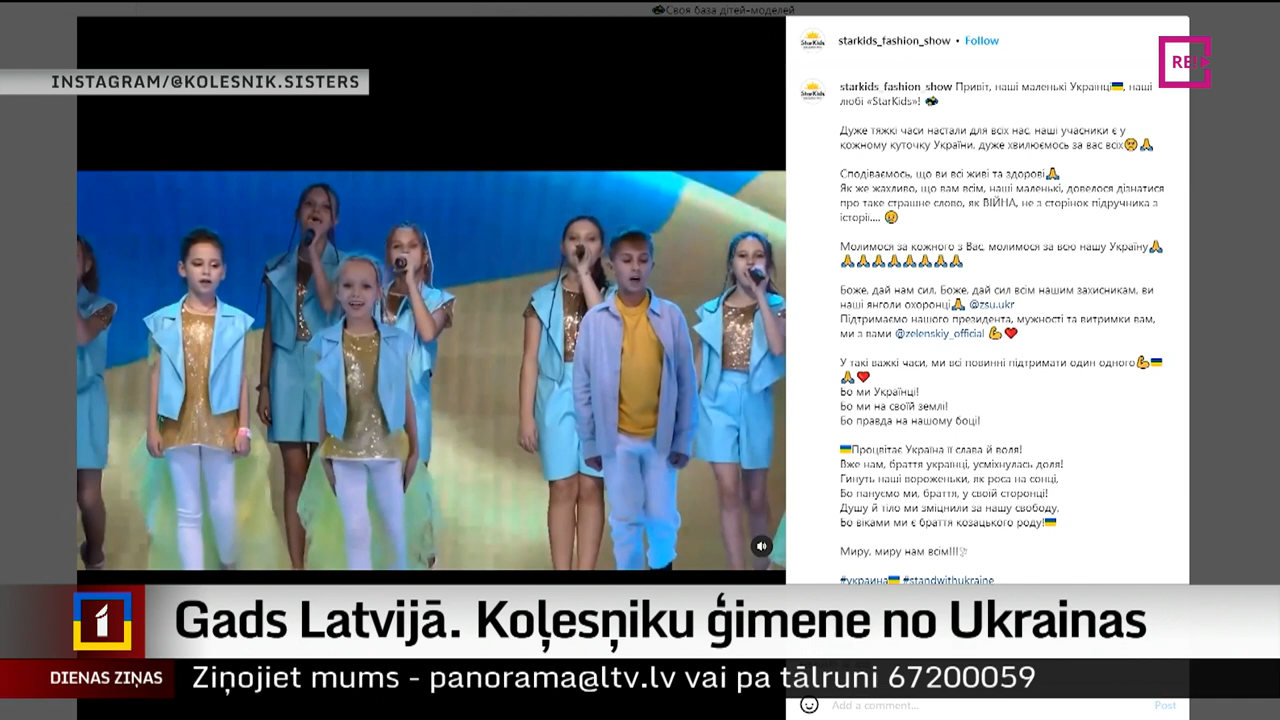 Своя база дітей-моделей
starkids_fashion_show • Follow
INSTAGRAM/@KOLESNIK.SISTERS
RE:
StarKids
StarKids
starkids_fashion_show Привіт, наші маленькі Українці🇺🇦, наші
любі «StarKids»!
Дуже тяжкі часи настали для всіх нас, наші учасники є у
кожному куточку України, дуже хвилюємось за вас всіх🥺🙏
Сподіваємось, що ви всі живі та здорові🙏
Як же жахливо, що вам всім, наші маленькі, довелося дізнатися
про таке страшне слово, як ВІЙНА, не з сторінок підручника з
історії.... 😢
Молимося за кожного з Вас, молимося за всю нашу Україну🙏
🙏🙏🙏🙏🙏🙏🙏🙏
Боже, дай нам сил, Боже, дай сил всім нашим захисникам, ви
наші янголи охоронці🙏 @zsu.ukr
Підтримаємо нашого президента, мужності та витримки вам,
ми з вами @zelenskiy_official 💪❤️
У такі важкі часи, ми всі повинні підтримати один одного💪🇺🇦
🙏❤️
Бо ми Українці!
Бо ми на своїй землі!
Бо правда на нашому боці!
🇺🇦Процвітає Україна її слава й воля!
Вже нам, браття українці, усміхнулась доля!
Гинуть наші вороженьки, як роса на сонці,
Бо пануємо ми, браття, у своїй сторонці!
Душу й тіло ми зміцнили за нашу свободу,
Бо віками ми є браття козацького роду!🇺🇦
Миру, миру нам всім!!!🕊
#украина🇺🇦 #standwithukraine
1
Gads Latvijā. Koļesņiku ģimene no Ukrainas
DIENAS ZIŅAS
Ziņojiet mums - panorama@ltv.lv vai pa tālruni 67200059
Add a comment...
Post